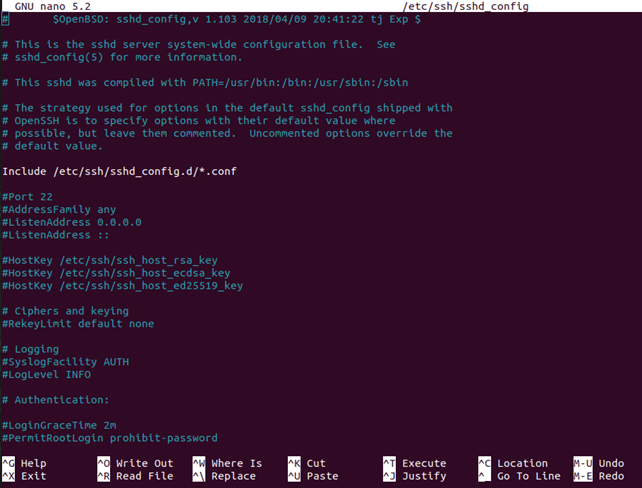 GNU nano 5.2 /etc/ssh/sshd_config
# $OpenBSD: sshd_config,v 1.103 2018/04/09 20:41:22 tj Exp $
# This is the sshd server system-wide configuration file. See
# sshd_config(5) for more information.
# This sshd was compiled with PATH=/usr/bin:/bin:/usr/sbin:/sbin
# The strategy used for options in the default sshd_config shipped with
# OpenSSH is to specify options with their default value where
# possible, but leave them commented. Uncommented options override the
# default value.
Include /etc/ssh/sshd_config.d/*.conf
#Port 22
#AddressFamily any
#ListenAddress 0.0.0.0
#ListenAddress ::
#HostKey /etc/ssh/ssh_host_rsa_key
#HostKey /etc/ssh/ssh_host_ecdsa_key
#HostKey /etc/ssh/ssh_host_ed25519_key
# Ciphers and keying
#RekeyLimit default none
# Logging
#SyslogFacility AUTH
#LogLevel INFO
# Authentication:
#LoginGraceTime 2m
#PermitRootLogin prohibit-password
^G Help ^O Write Out ^W Where Is ^K Cut ^T Execute ^C Location M-U Undo
^X Exit ^R Read File ^\ Replace ^U Paste ^J Justify ^_ Go To Line M-E Redo